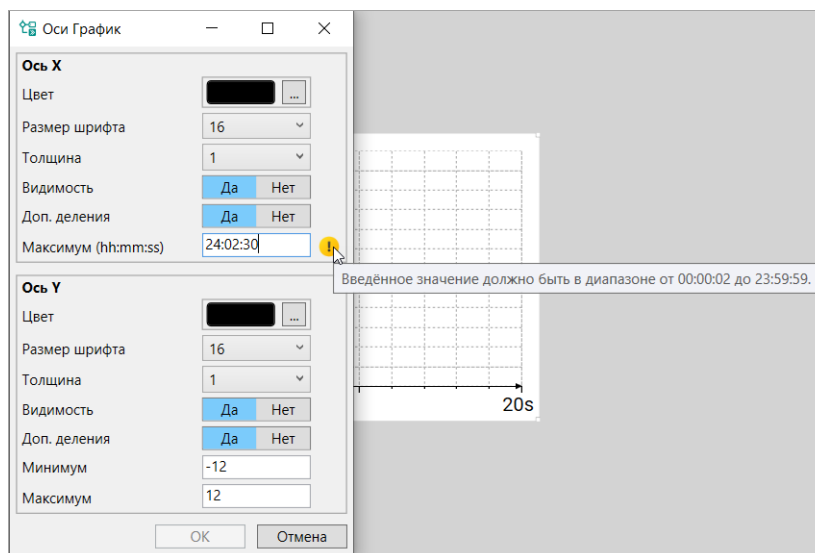 Оси График
Ось X
Цвет
...
Размер шрифта 16
Толщина 1
Видимость Да Нет
Доп. деления Да Нет
Максимум (hh:mm:ss) 24:02:30 !
Введённое значение должно быть в диапазоне от 00:00:02 до 23:59:59.
Ось Y
Цвет
...
Размер шрифта 16
Толщина 1
Видимость Да Нет
Доп. деления Да Нет
Минимум -12
Максимум 12
OK Отмена
20s